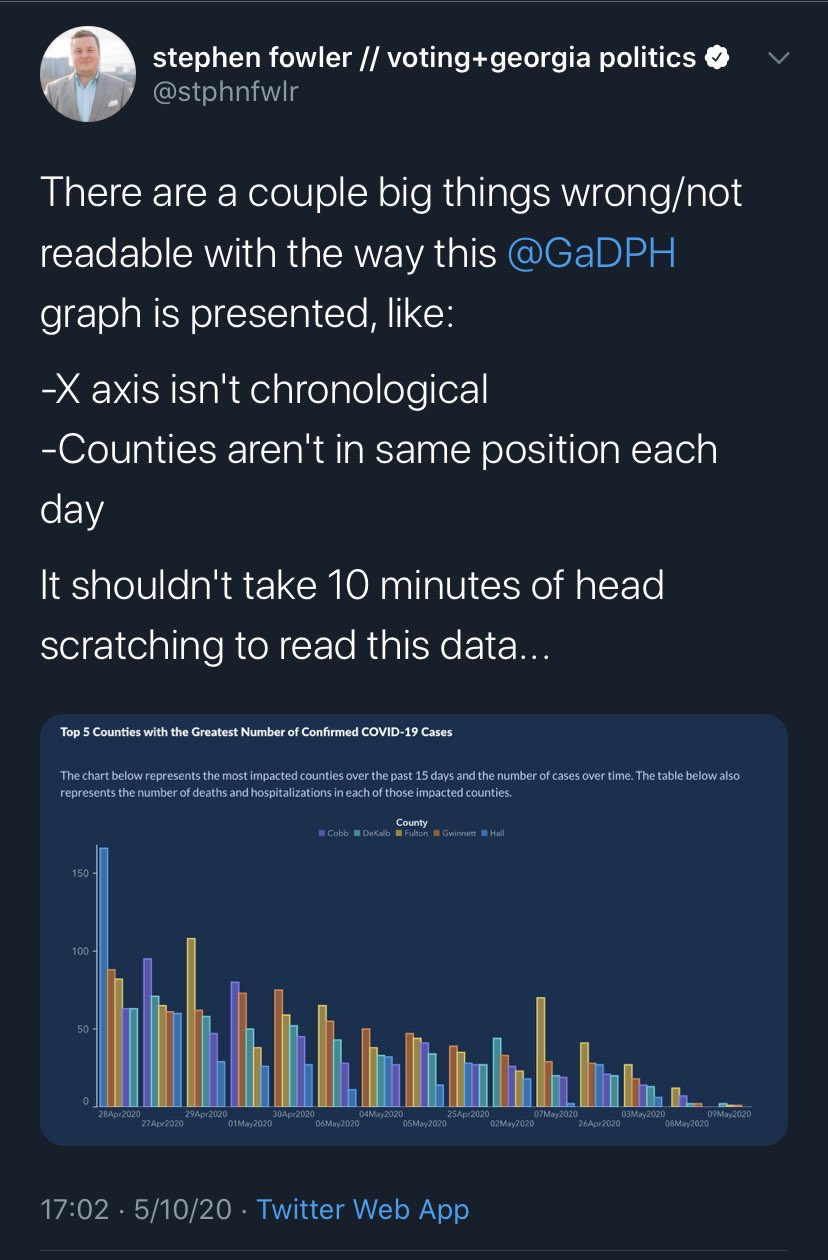 stephen fowler // voting+georgia politics
@stphnfwlr
There are a couple big things wrong/not
readable with the way this @GaDPH
graph is presented, like:
-X axis isn't chronological
-Counties aren't in same position each
day
It shouldn't take 10 minutes of head
scratching to read this data...
Top 5 Counties with the Greatest Number of Confirmed COVID-19 Cases
The chart below represents the most impacted counties over the past 15 days and the number of cases over time. The table below also
represents the number of deaths and hospitalizations in each of those impacted counties.
County
Cobb DeKalb Fulton Gwinnett Hall
150
100
50
0
28Apr2020 29Apr2020 30Apr2020 04May2020 25Apr2020 07May2020 03May2020 09May2020
27Apr2020 01May2020 06May2020 05May2020 02May2020 26Apr2020 08May2020
17:02 · 5/10/20 · Twitter Web App